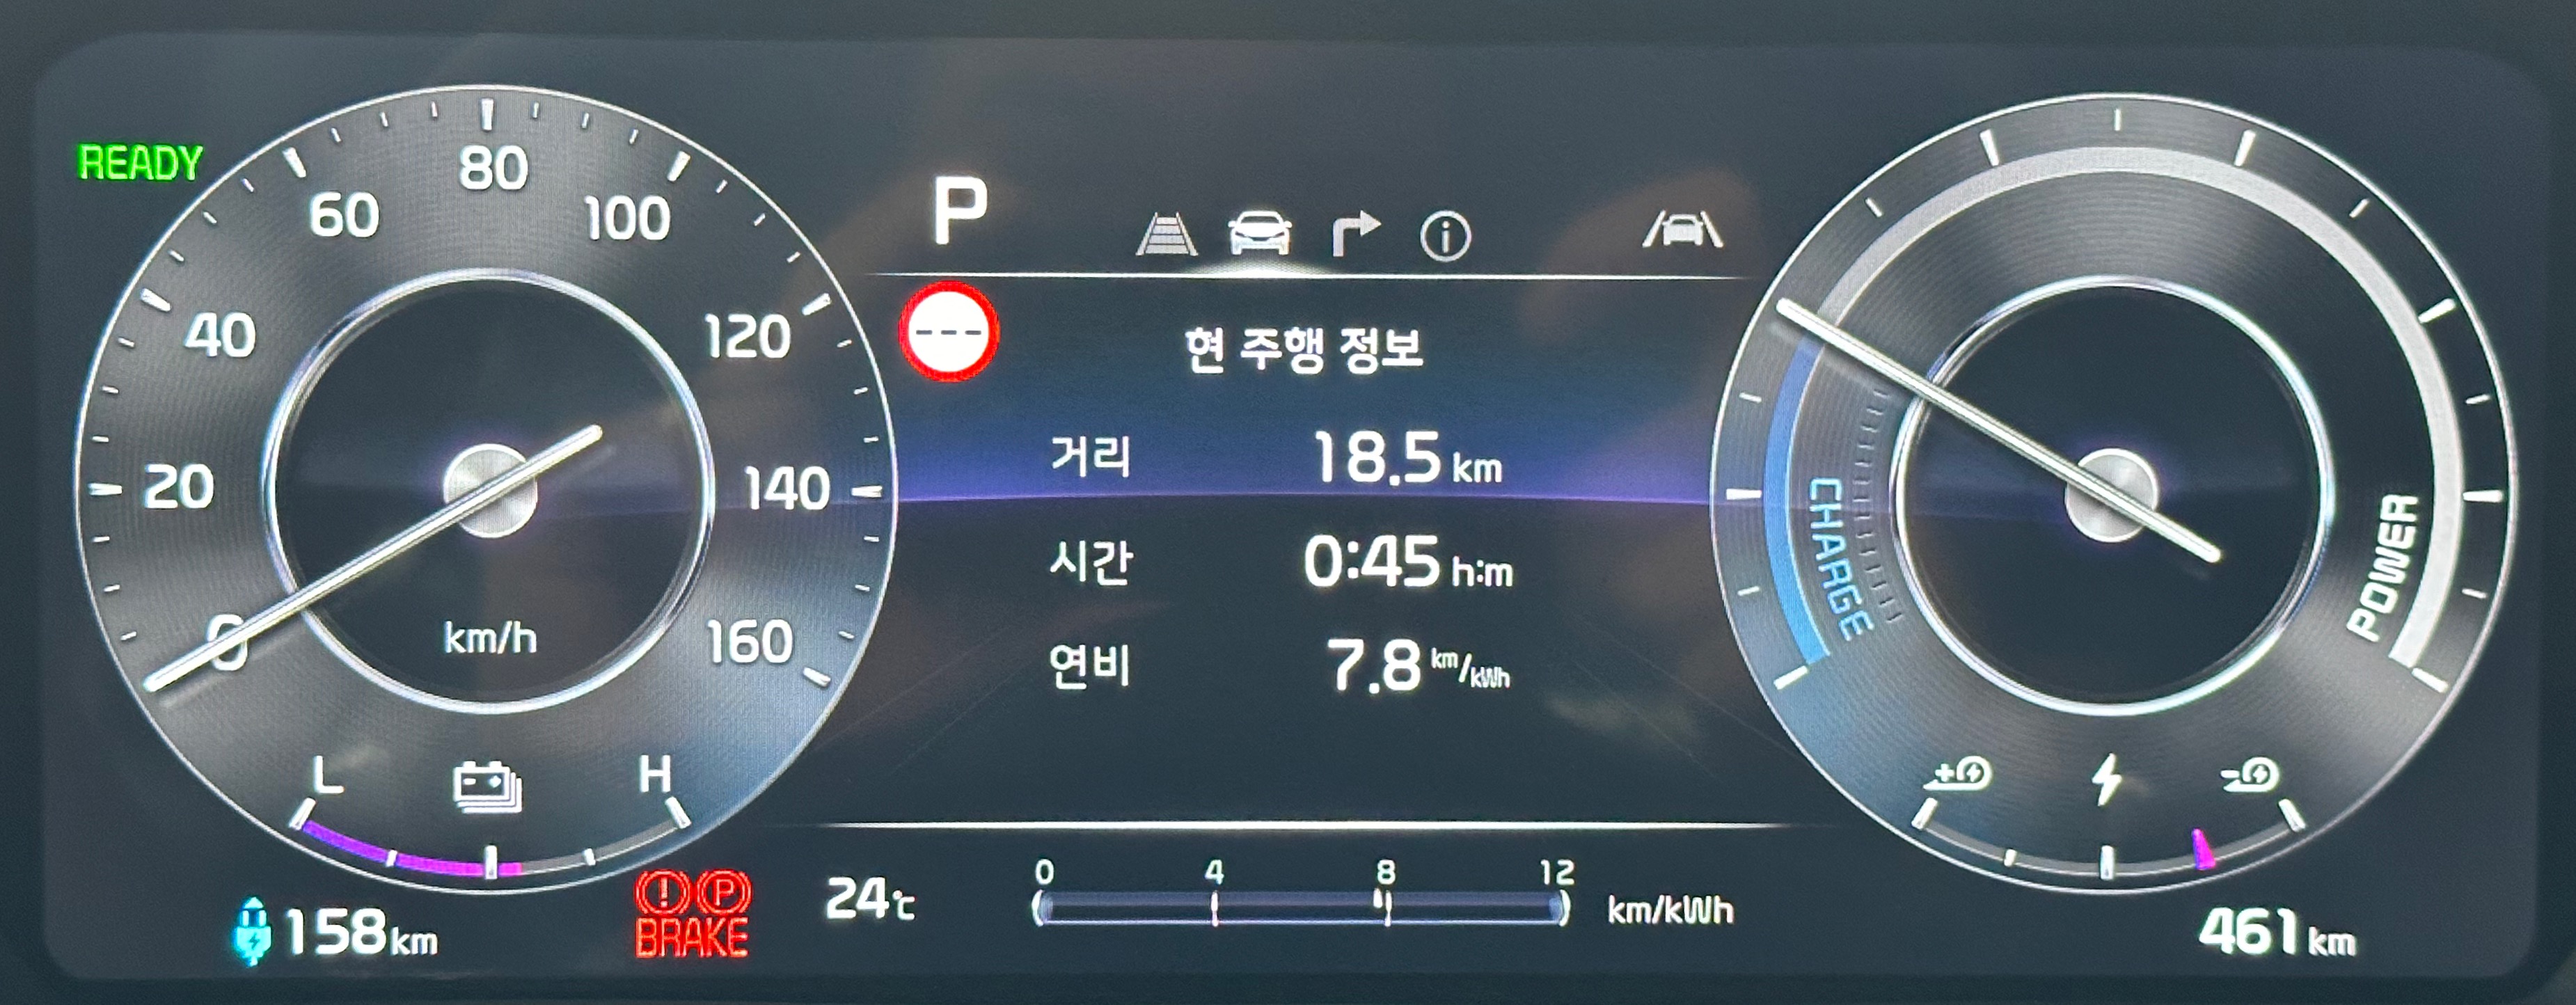 READY
0
20
40
60
80
100
120
140
160
km/h
L
H
158 km
P
---
현 주행 정보
거리 18.5 km
시간 0:45 h:m
연비 7.8 km/kWh
BRAKE
24℃
0 4 8 12
km/kWh
CHARGE
POWER
461 km